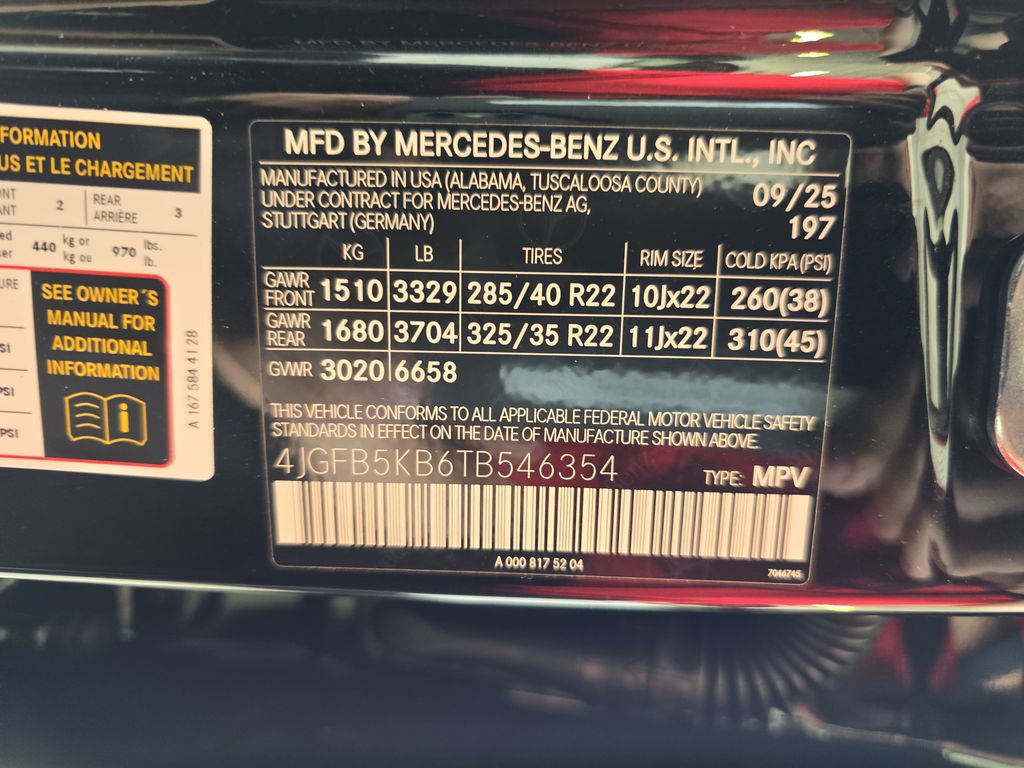 FORMATION
US ET LE CHARGEMENT
2 REAR ARRIÈRE 3
440 kg or kg ou 970 lbs. lb.
SEE OWNER´S
MANUAL FOR
ADDITIONAL
INFORMATION
A 167 584 41 28
MFD BY MERCEDES-BENZ U.S. INTL., INC
MANUFACTURED IN USA (ALABAMA, TUSCALOOSA COUNTY) 09/25
UNDER CONTRACT FOR MERCEDES-BENZ AG,
STUTTGART (GERMANY) 197
KG LB TIRES RIM SIZE COLD KPA(PSI)
GAWR FRONT 1510 3329 285/40 R22 10Jx22 260(38)
GAWR REAR 1680 3704 325/35 R22 11Jx22 310(45)
GVWR 3020 6658
THIS VEHICLE CONFORMS TO ALL APPLICABLE FEDERAL MOTOR VEHICLE SAFETY
STANDARDS IN EFFECT ON THE DATE OF MANUFACTURE SHOWN ABOVE.
4JGFB5KB6TB546354 TYPE: MPV
A 000 817 52 04
7046745